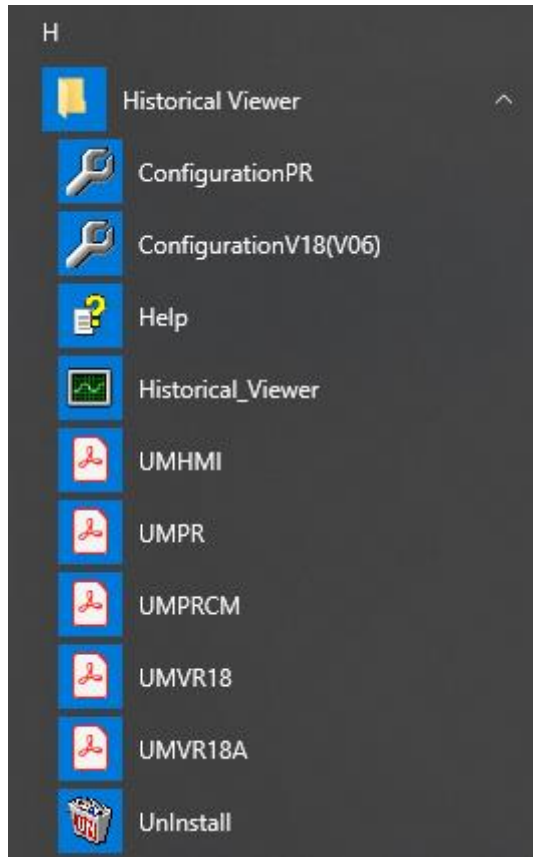 H
Historical Viewer
ConfigurationPR
ConfigurationV18(V06)
Help
Historical_Viewer
UMHMI
UMPR
UMPRCM
UMVR18
UMVR18A
UnInstall